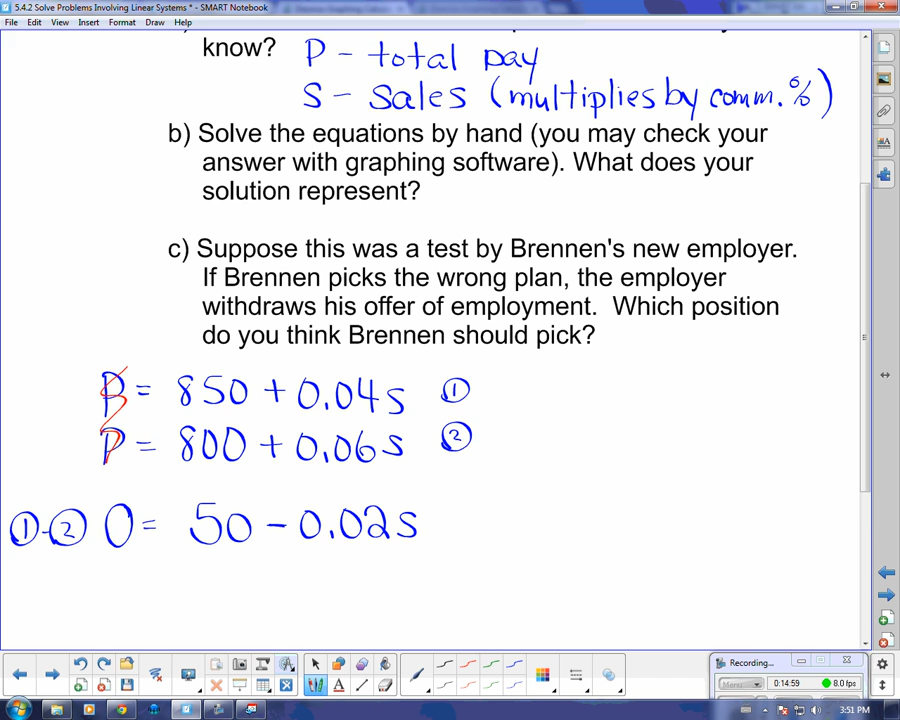 5.4.2 Solve Problems Involving Linear Systems * - SMART Notebook
File Edit View Insert Format Draw Help
know? P - total pay
S - sales (multiplies by comm. %)
b) Solve the equations by hand (you may check your
answer with graphing software). What does your
solution represent?
c) Suppose this was a test by Brennen's new employer.
If Brennen picks the wrong plan, the employer
withdraws his offer of employment. Which position
do you think Brennen should pick?
P = 850 + 0.04s ①
P = 800 + 0.06s ②
①-② 0 = 50 - 0.02s
Recording...
Menu 0:14:59 8.0 fps
3:51 PM